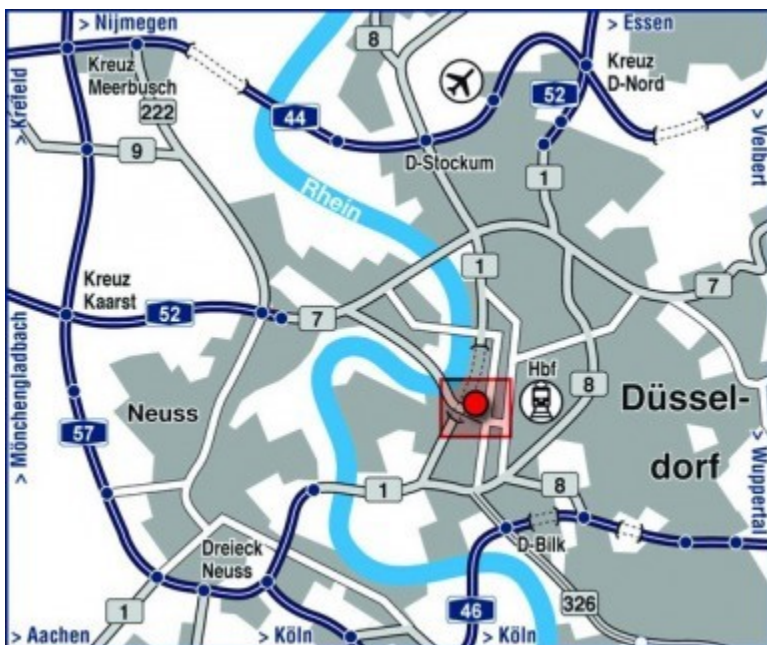 > Nijmegen
> Essen
8
Kreuz
Meerbusch
Kreuz
D-Nord
> Krefeld
222
52
44
9
D-Stockum
> Velbert
1
Rhein
1
Kreuz
Kaarst
7
52
7
Hbf
8
Düssel-
dorf
Neuss
> Mönchengladbach
57
1
8
> Wuppertal
D-Bilk
Dreieck
Neuss
1
46
326
> Aachen
> Köln
> Köln